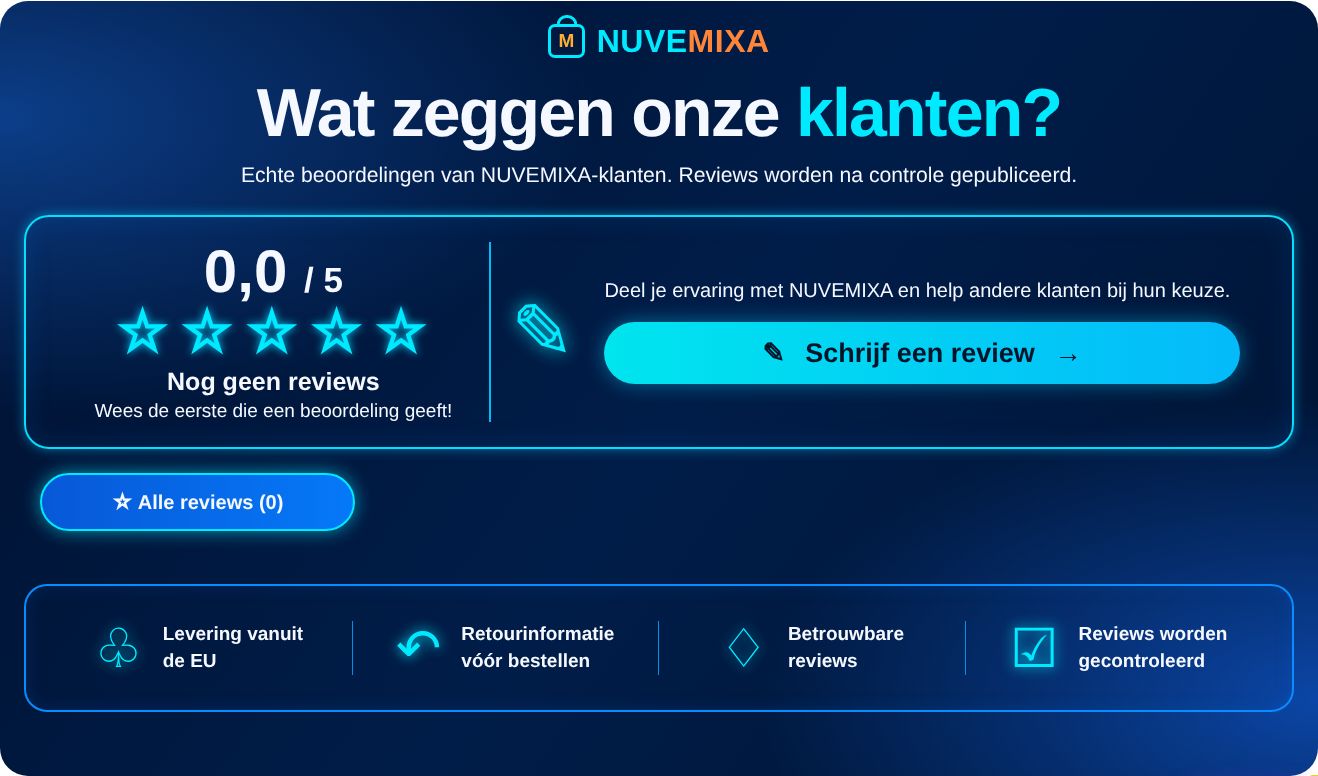 M NUVEMIXA
Wat zeggen onze klanten?
Echte beoordelingen van NUVEMIXA-klanten. Reviews worden na controle gepubliceerd.
0,0 / 5
☆ ☆ ☆ ☆ ☆
Nog geen reviews
Wees de eerste die een beoordeling geeft!
Deel je ervaring met NUVEMIXA en help andere klanten bij hun keuze.
✎ Schrijf een review →
☆ Alle reviews (0)
Levering vanuit
de EU
Retourinformatie
vóór bestellen
Betrouwbare
reviews
Reviews worden
gecontroleerd